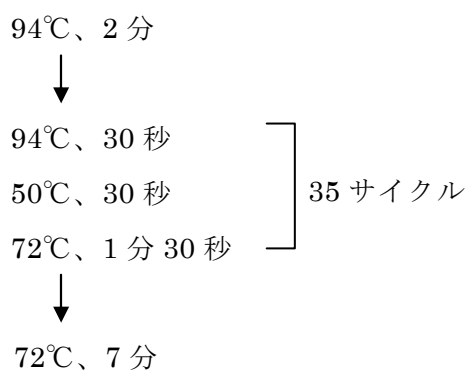 94℃、2 分
94℃、30 秒
50℃、30 秒
35 サイクル
72℃、1 分 30 秒
72℃、7 分